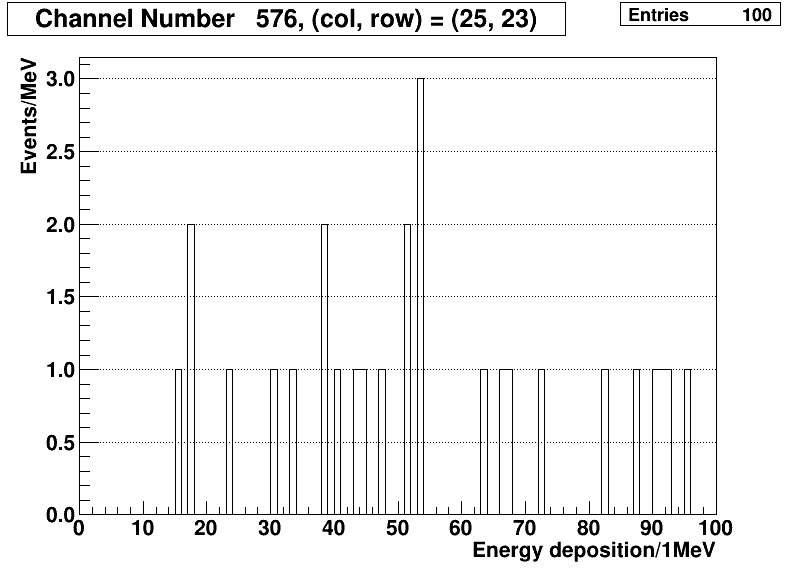 Channel Number 576, (col, row) = (25, 23)
Entries 100
Events/MeV
3.0
2.5
2.0
1.5
1.0
0.5
0.0
0 10 20 30 40 50 60 70 80 90 100
Energy deposition/1MeV